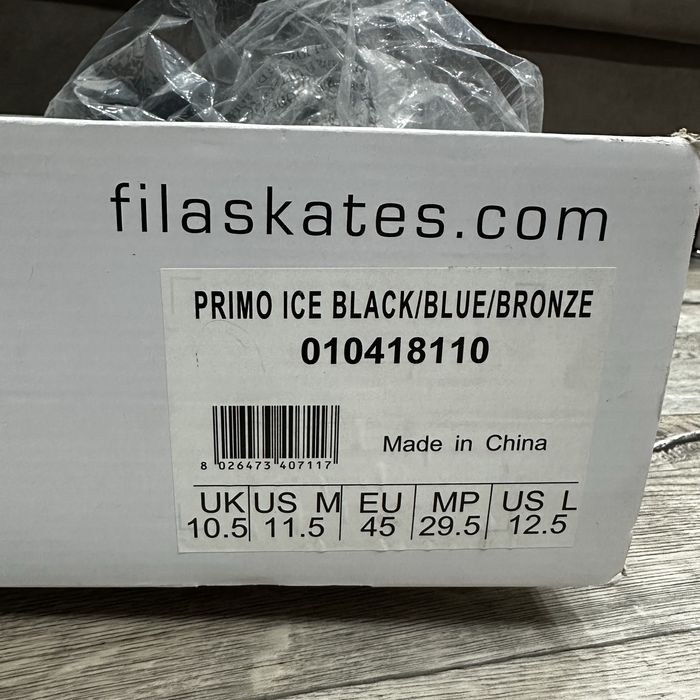 filaskates.com
PRIMO ICE BLACK/BLUE/BRONZE
010418110
Made in China
8 026473 407117
UK US M EU MP US L
10.5 11.5 45 29.5 12.5